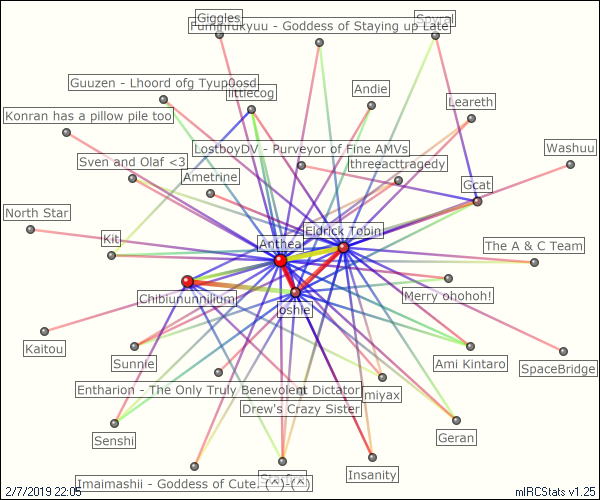 Giggles
Fumihukyuu - Goddess of Staying up Late
Guuzen - Lhoord ofg Tyup0osd
littlecog
Andie
Konran has a pillow pile too
Leareth
LostboyDV - Purveyor of Fine AMVs
Washuu
Sven and Olaf <3
threeacttragedy
Ametrine
Gcat
North Star
Eldrick Tobin
Kit
Anthea
The A & C Team
Chibiununnilium
Merry ohohoh!
oshie
Kaitou
Sunnie
Ami Kintaro
SpaceBridge
Entharion - The Only Truly Benevolent Dictator
miyax
Drew's Crazy Sister
Senshi
Geran
Insanity
Imaimashii - Goddess of Cute. (^)_(^)
2/7/2019 22:05
mIRCStats v1.25